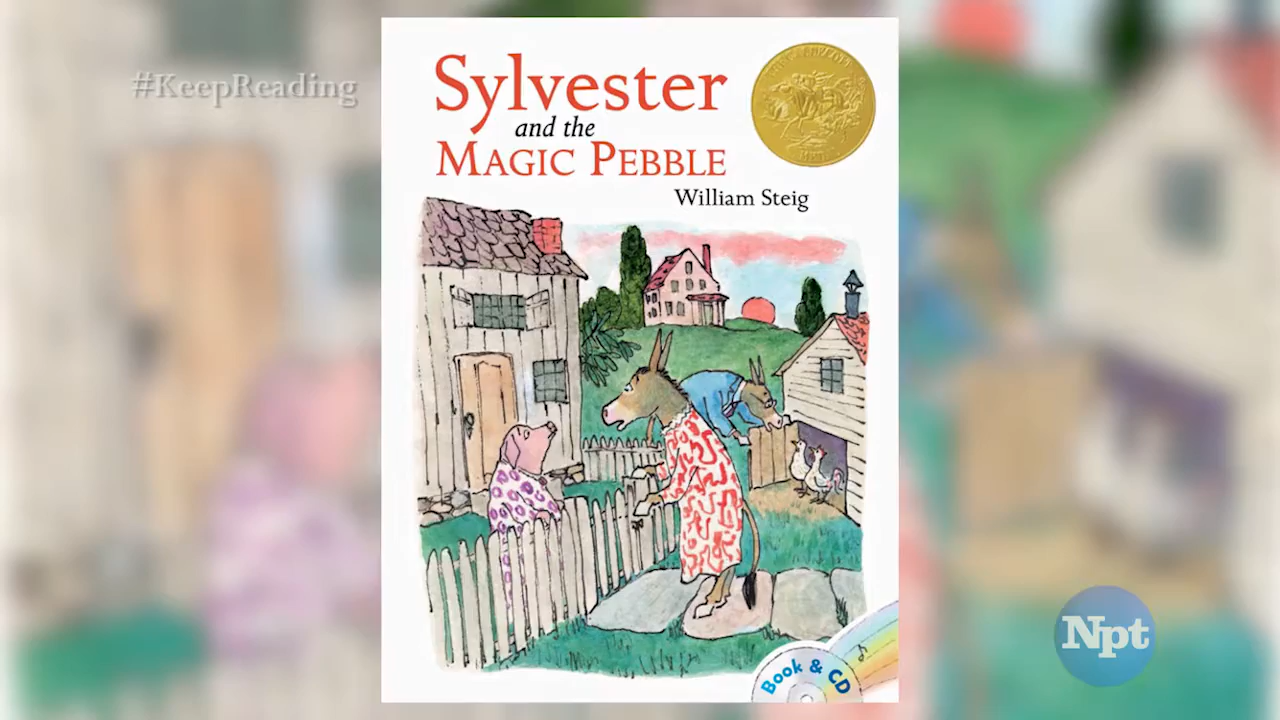 #KeepReading
Sylvester
and the
MAGIC PEBBLE
William Steig
Book & CD
Npt